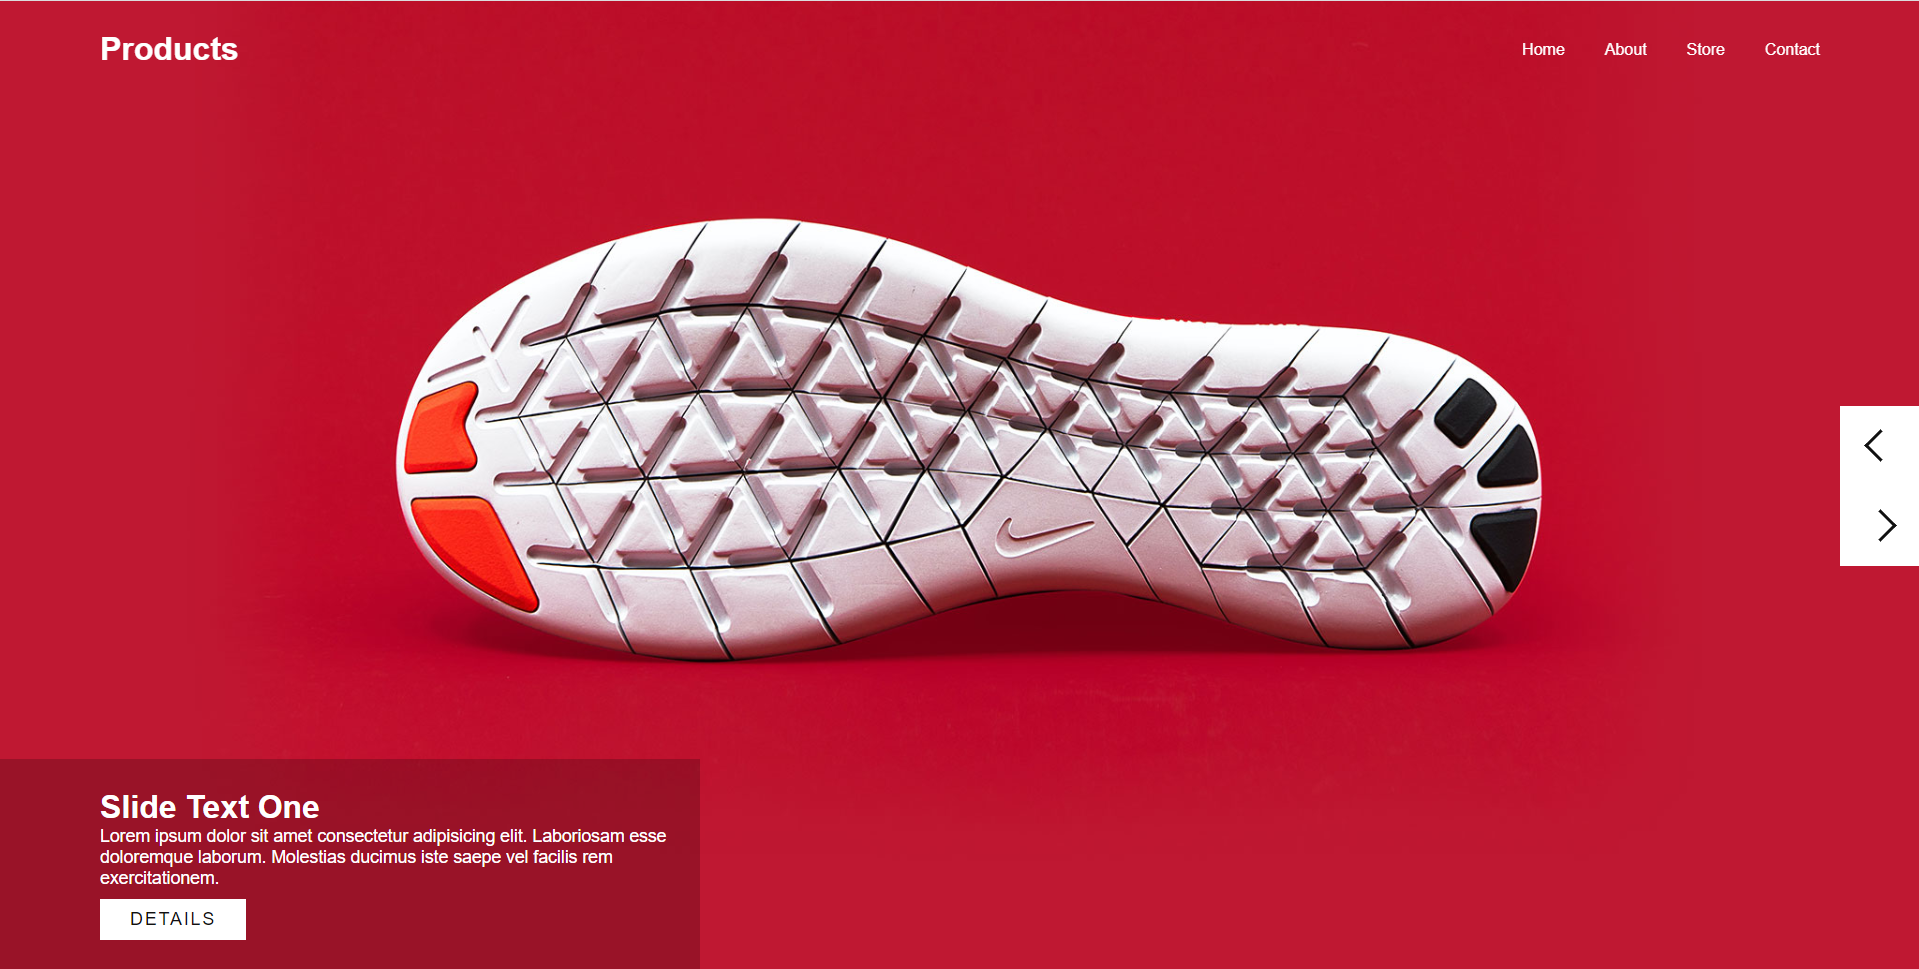 Products
Home About Store Contact
Slide Text One
Lorem ipsum dolor sit amet consectetur adipisicing elit. Laboriosam esse
doloremque laborum. Molestias ducimus iste saepe vel facilis rem
exercitationem.
DETAILS